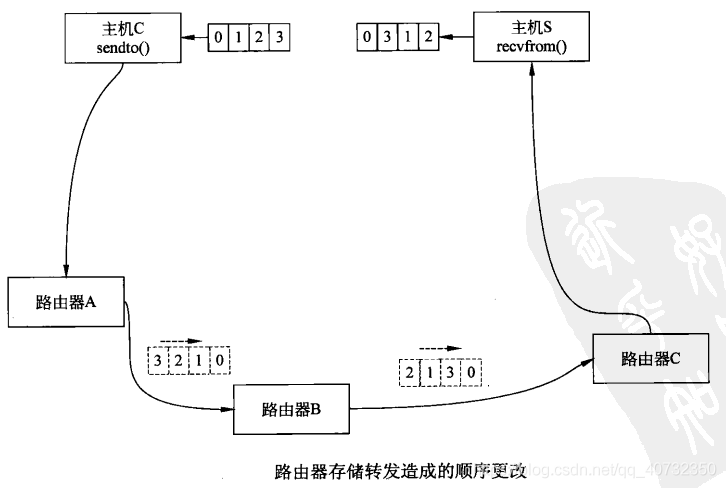 主机C
sendto()
0 1 2 3
0 3 1 2
主机S
recvfrom()
路由器A
3 2 1 0
2 1 3 0
路由器C
路由器B
路由器存储转发造成的顺序更改
blog.csdn.net/qq_40732350